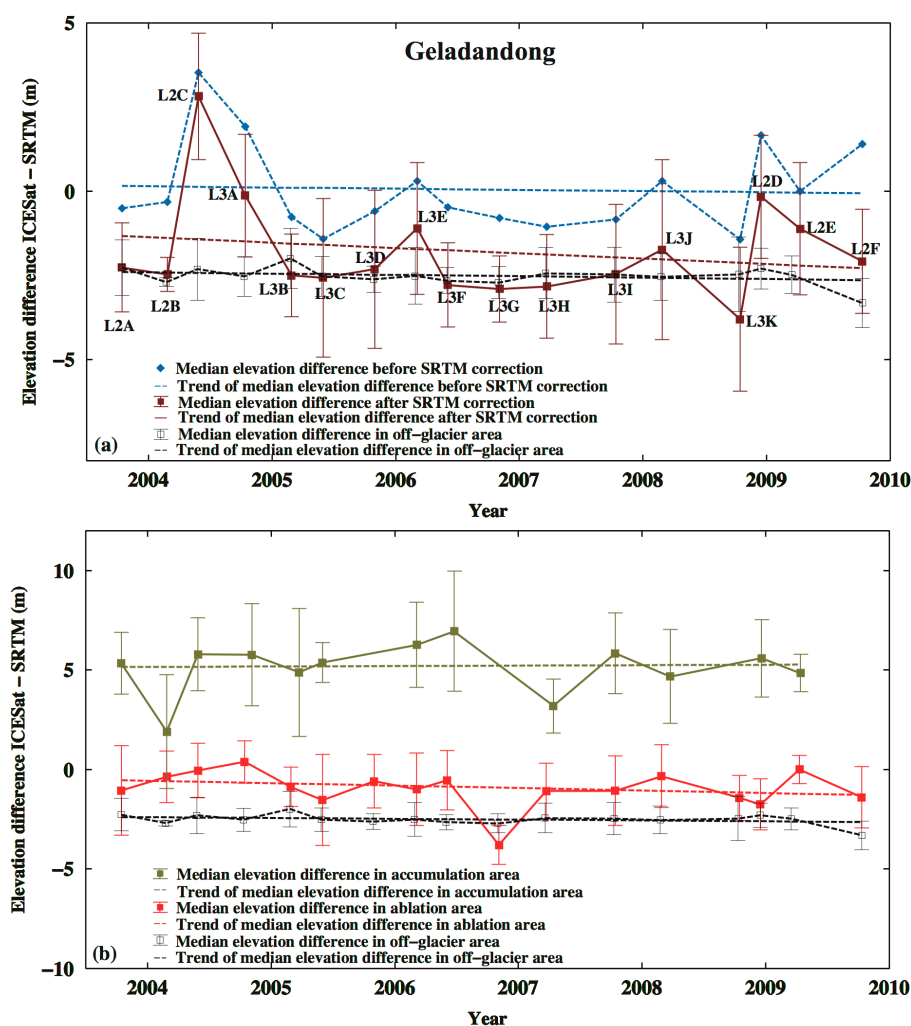 Geladandong
Elevation difference ICESat – SRTM (m)
5
0
−5
L2A
L2B
L2C
L3A
L3B
L3C
L3D
L3E
L3F
L3G
L3H
L3I
L3J
L3K
L2D
L2E
L2F
Median elevation difference before SRTM correction
Trend of median elevation difference before SRTM correction
Median elevation difference after SRTM correction
Trend of median elevation difference after SRTM correction
Median elevation difference in off-glacier area
Trend of median elevation difference in off-glacier area
(a)
2004 2005 2006 2007 2008 2009 2010
Year
Elevation difference ICESat – SRTM (m)
10
5
0
−5
−10
Median elevation difference in accumulation area
Trend of median elevation difference in accumulation area
Median elevation difference in ablation area
Trend of median elevation difference in ablation area
Median elevation difference in off-glacier area
Trend of median elevation difference in off-glacier area
(b)
2004 2005 2006 2007 2008 2009 2010
Year